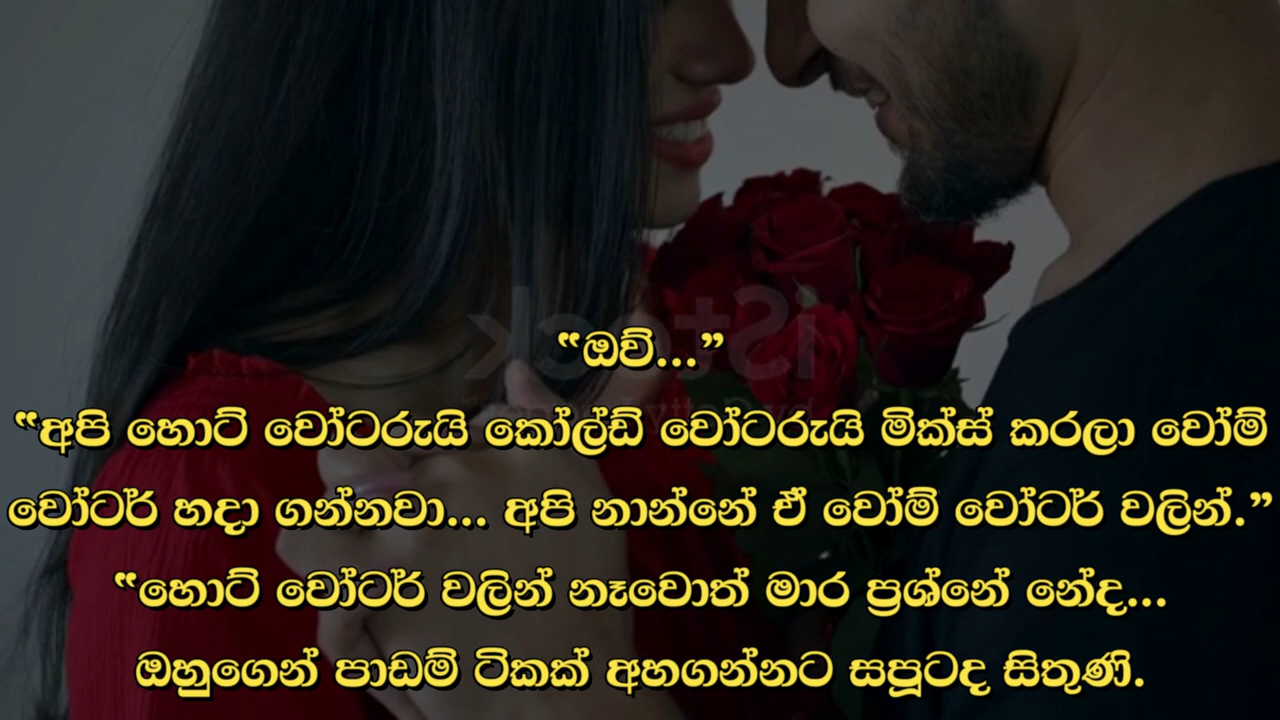 “ඔව්...”
“අපි හොට් වෝටරුයි කෝල්ඩ් වෝටරුයි මික්ස් කරලා වෝම්
වෝටර් හදා ගන්නවා... අපි නාන්නේ ඒ වෝම් වෝටර් වලින්.”
“හොට් වෝටර් වලින් නෑවොත් මාර ප්‍රශ්නේ නේද...
ඔහුගෙන් පාඩම් ටිකක් අහගන්නට සපූටද සිතුණි.
iStock